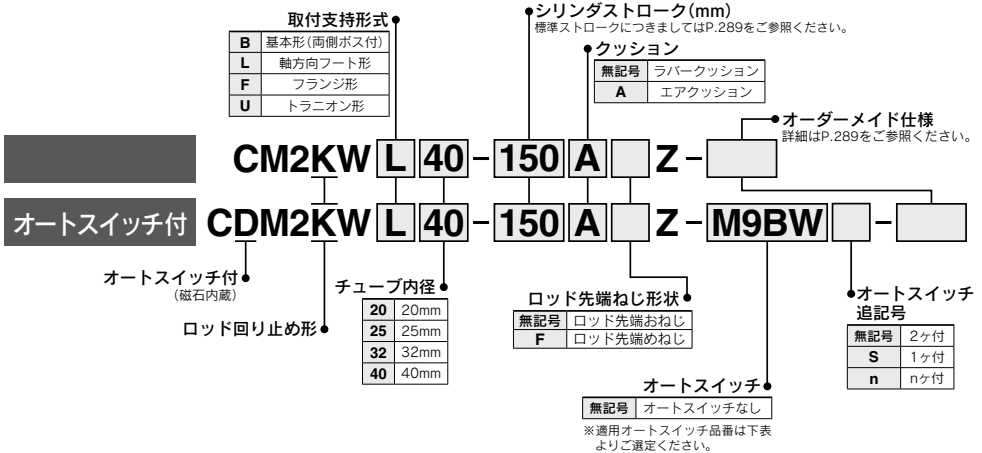 取付支持形式
B 基本形(両側ボス付)
L 軸方向フート形
F フランジ形
U トラニオン形
シリンダストローク(mm)
標準ストロークにつきましてはP.289をご参照ください。
クッション
無記号 ラバークッション
A エアクッション
オーダーメイド仕様
詳細はP.289をご参照ください。
CM2KW L 40 - 150 A Z -
オートスイッチ付 CDM2KW L 40 - 150 A Z - M9BW -
オートスイッチ付
(磁石内蔵)
ロッド回り止め形
チューブ内径
20 20mm
25 25mm
32 32mm
40 40mm
ロッド先端ねじ形状
無記号 ロッド先端おねじ
F ロッド先端めねじ
オートスイッチ
無記号 オートスイッチなし
※適用オートスイッチ品番は下表
よりご選定ください。
オートスイッチ
追記号
無記号 2ヶ付
S 1ヶ付
n nヶ付